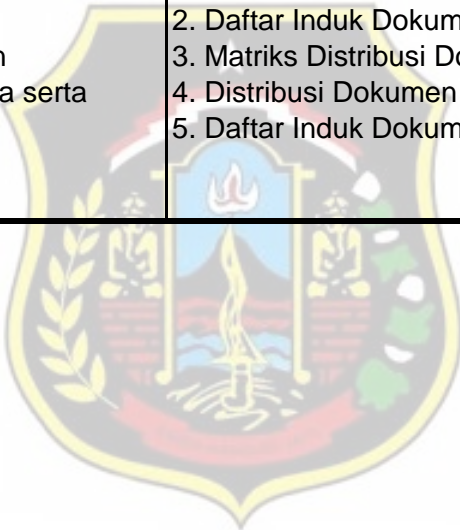 2. Daftar Induk Dokum
n
3. Matriks Distribusi Do
a serta
4. Distribusi Dokumen
5. Daftar Induk Dokum